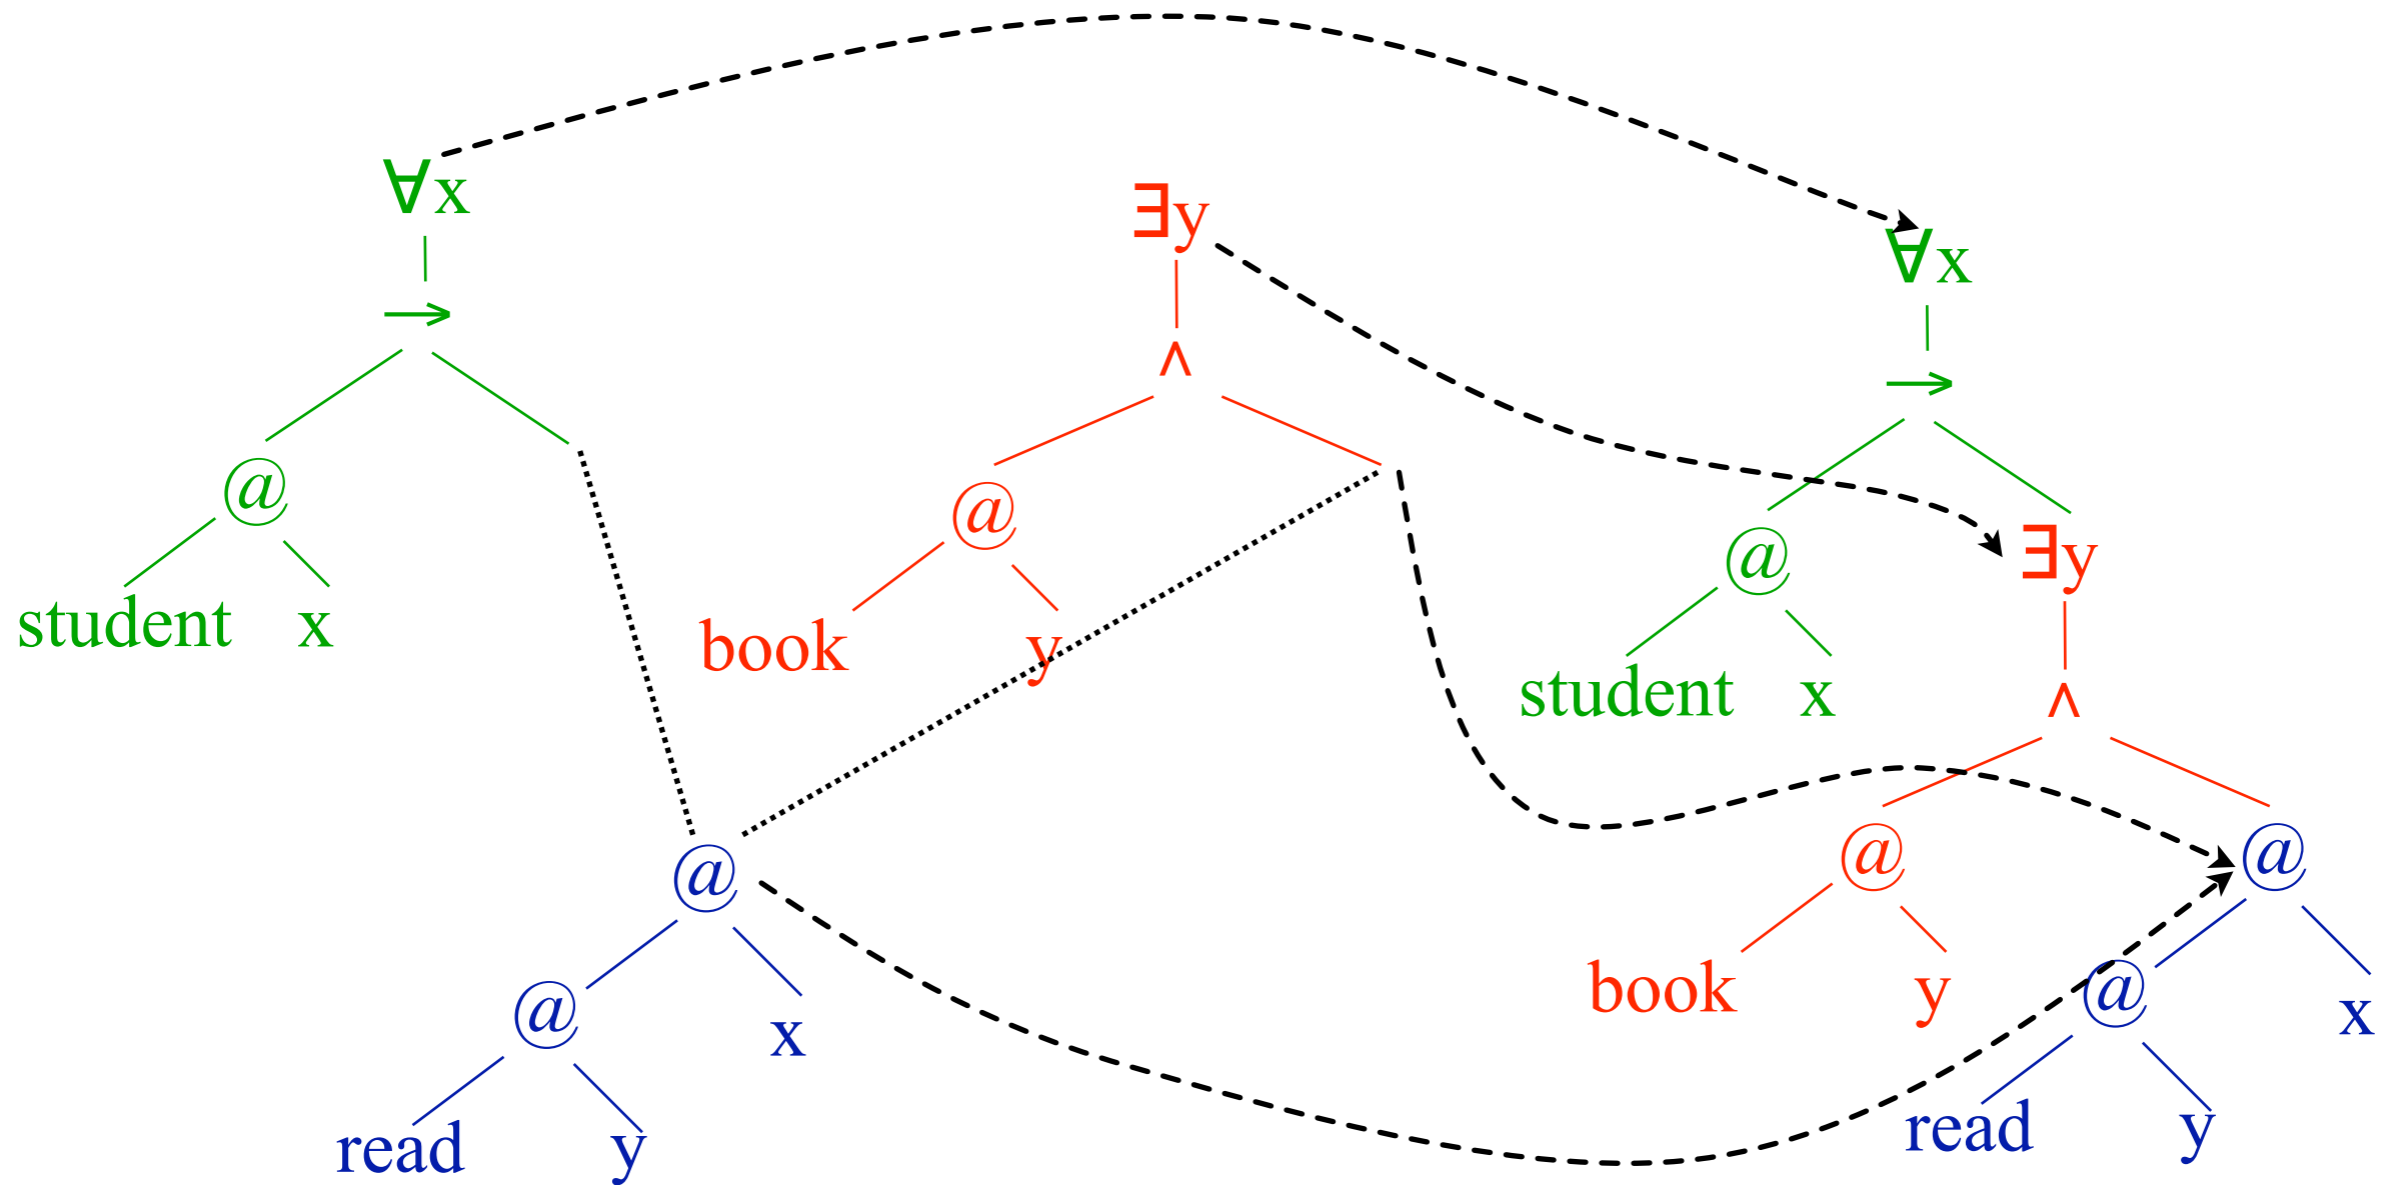 ∀x
∃y
∀x
→
∧
→
@
@
@
∃y
student x
book y
student x
∧
@
@
@
@
x
book y
@
x
read y
read y